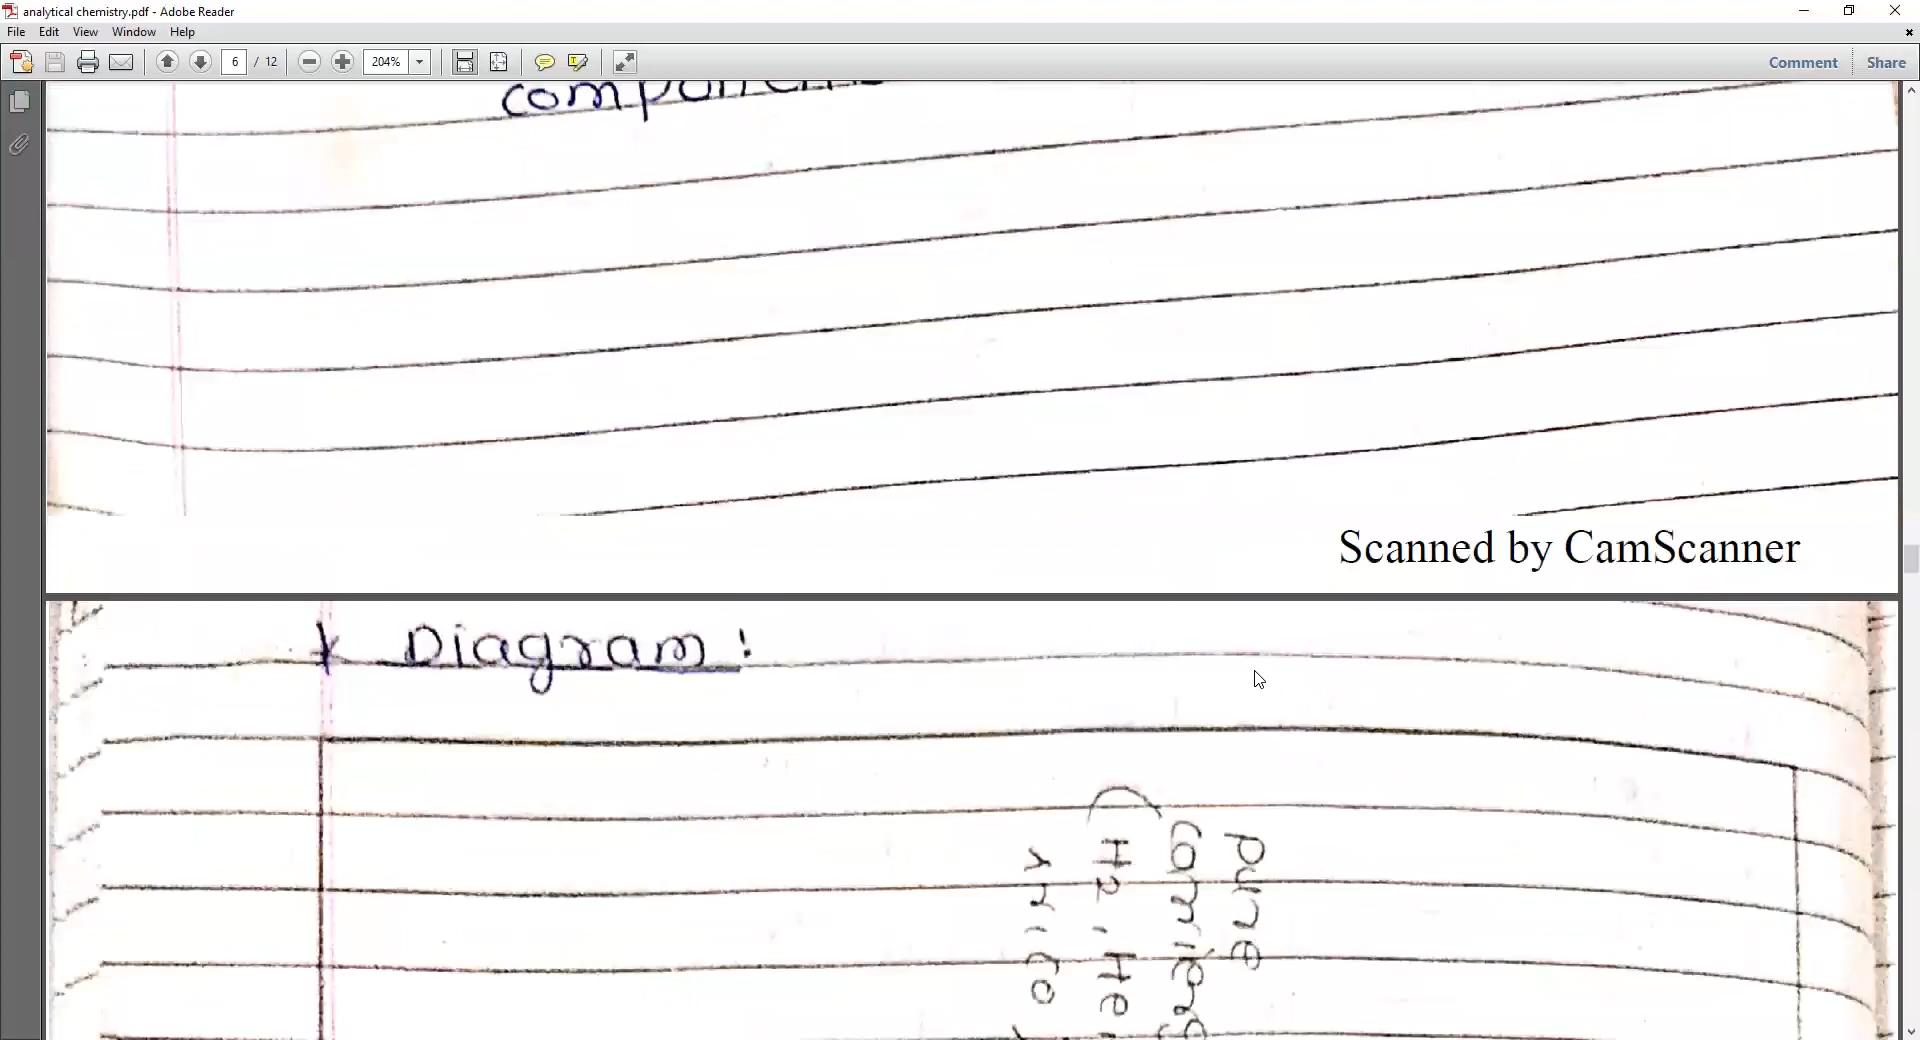 analytical chemistry.pdf - Adobe Reader
File Edit View Window Help
6 / 12 204% Comment Share
Scanned by CamScanner
* Diagram:
Pure
Carrier
(H2, He,